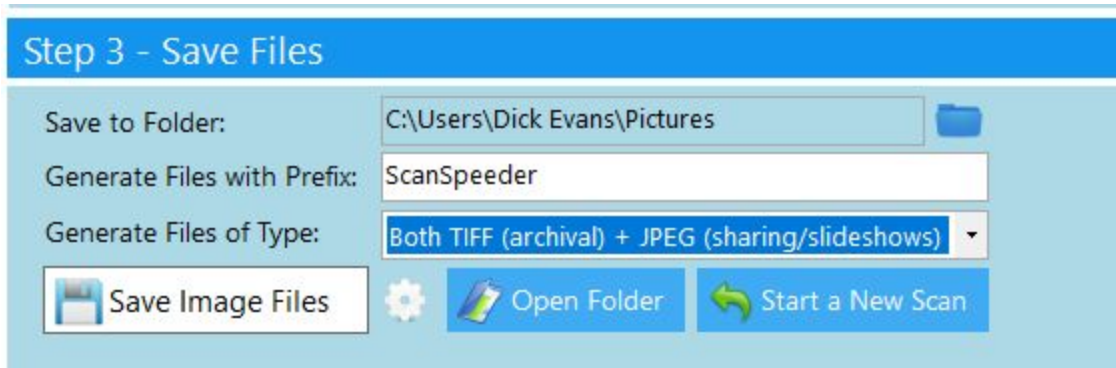 Step 3 - Save Files
Save to Folder: C:\Users\Dick Evans\Pictures
Generate Files with Prefix: ScanSpeeder
Generate Files of Type: Both TIFF (archival) + JPEG (sharing/slideshows)
Save Image Files Open Folder Start a New Scan